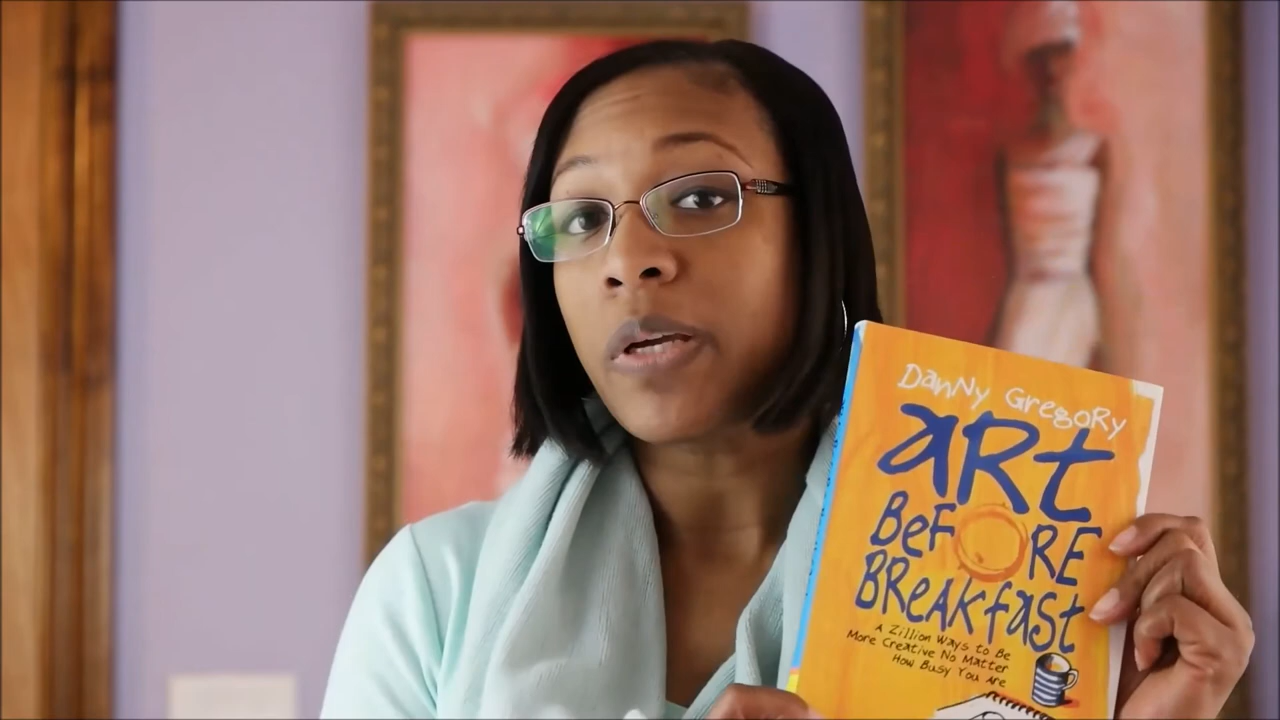 Danny Gregory
Art
Before
Breakfast
A Zillion Ways to Be
More Creative No Matter
How Busy You Are